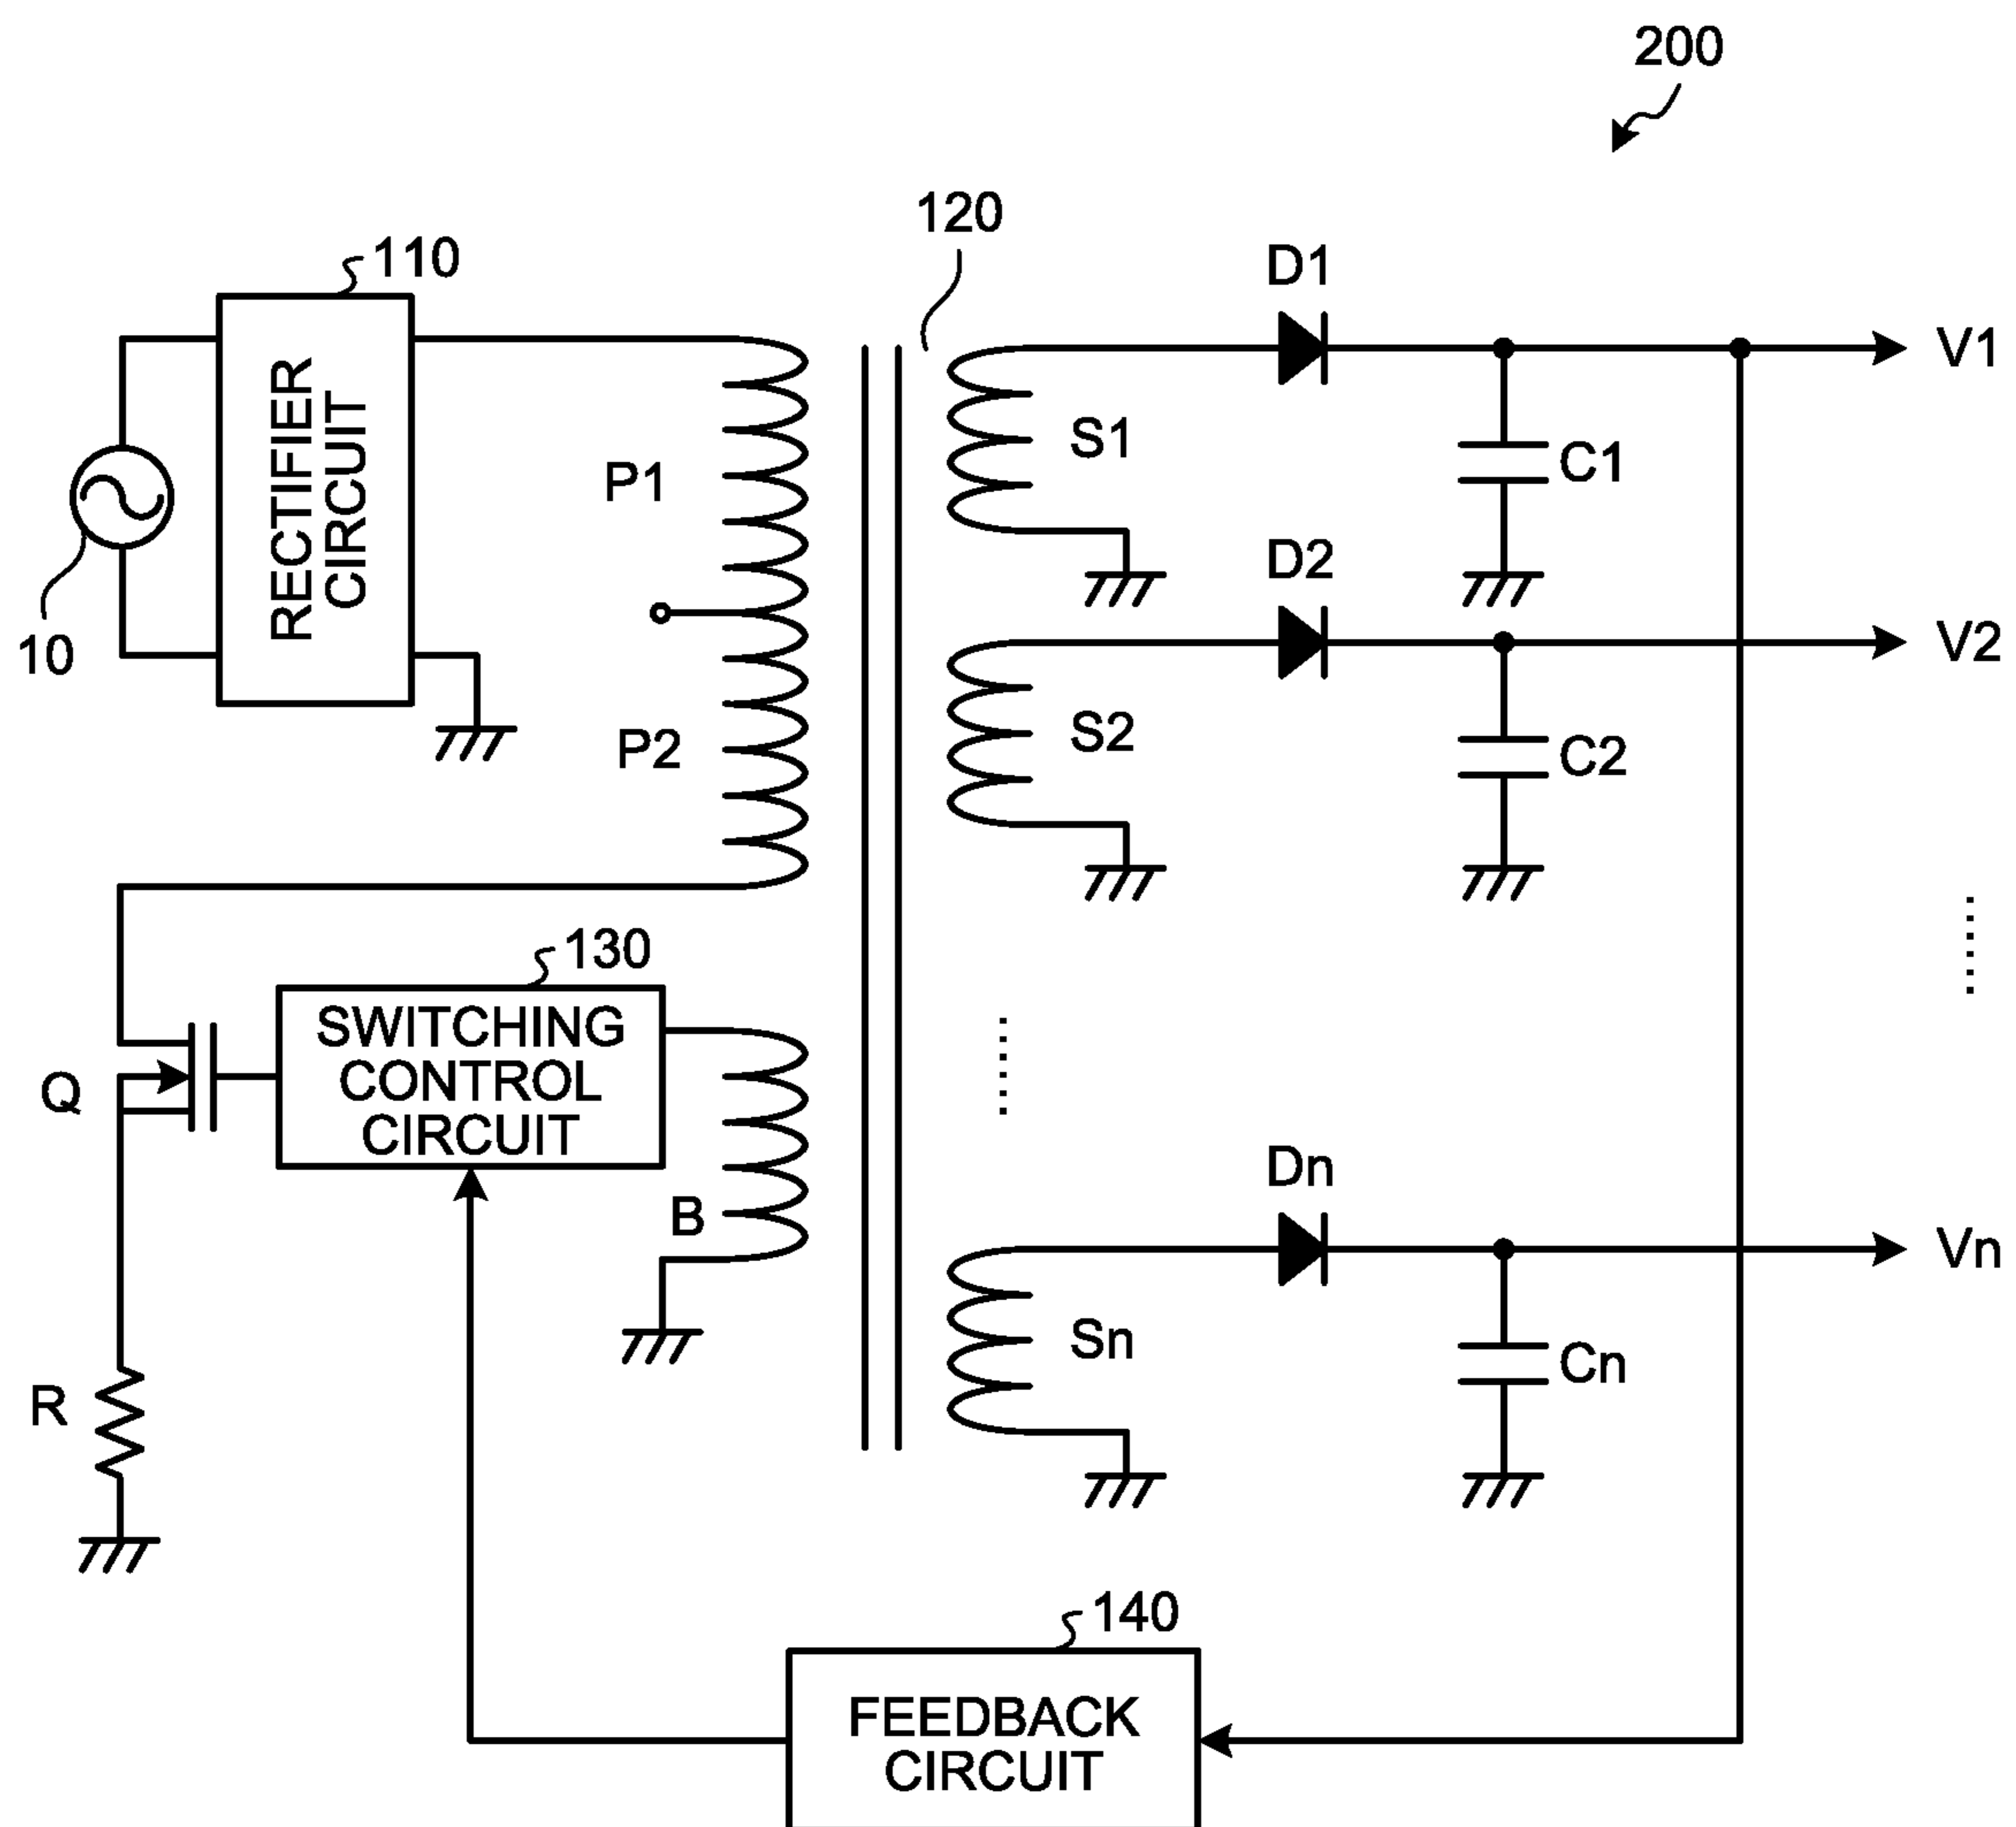 200
120
110
D1
V1
RECTIFIER
CIRCUIT
P1
S1
C1
10
D2
V2
P2
S2
C2
130
SWITCHING
CONTROL
CIRCUIT
Q
B
Dn
Vn
Sn
Cn
R
140
FEEDBACK
CIRCUIT